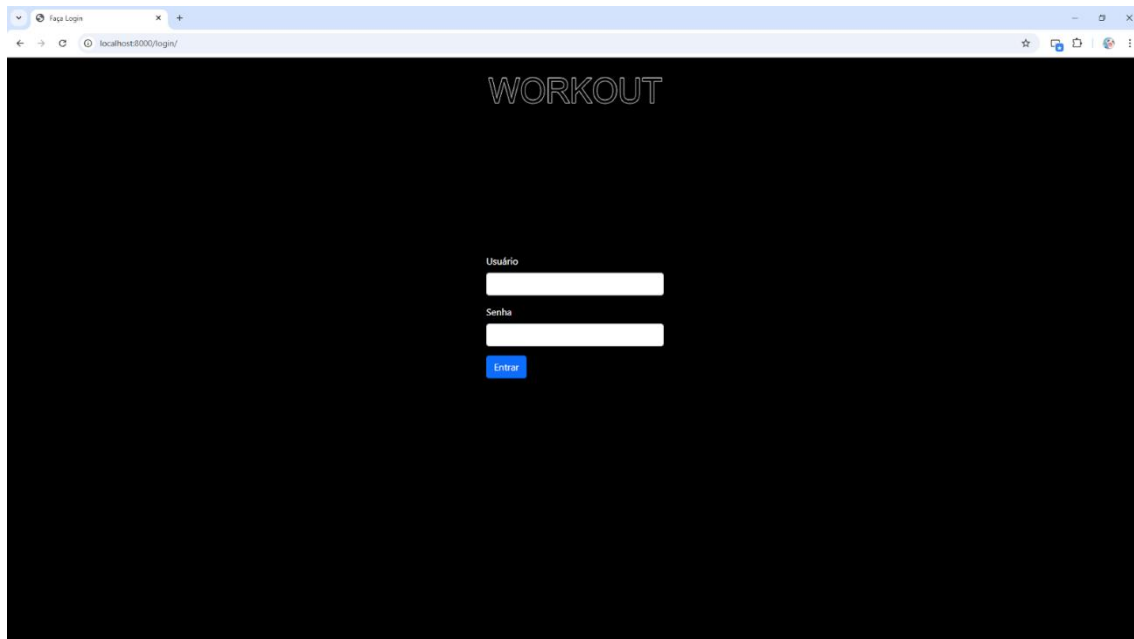 Faça Login
localhost:8000/login/
WORKOUT
Usuário
Senha
Entrar